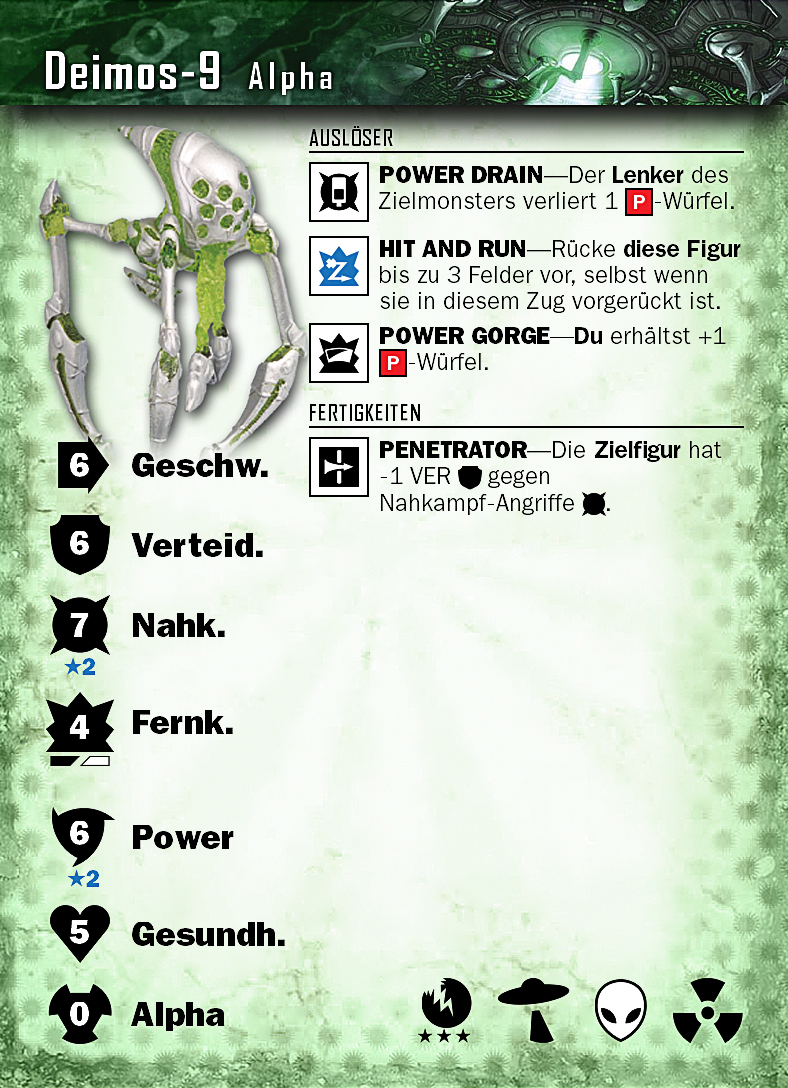 Deimos-9 Alpha
AUSLÖSER
POWER DRAIN—Der Lenker des
Zielmonsters verliert 1 P-Würfel.
HIT AND RUN—Rücke diese Figur
bis zu 3 Felder vor, selbst wenn
sie in diesem Zug vorgerückt ist.
POWER GORGE—Du erhältst +1
P-Würfel.
FERTIGKEITEN
PENETRATOR—Die Zielfigur hat
-1 VER gegen
Nahkampf-Angriffe .
Z
6 Geschw.
6 Verteid.
7 Nahk.
★2
4 Fernk.
6 Power
★2
5 Gesundh.
0 Alpha
★★★